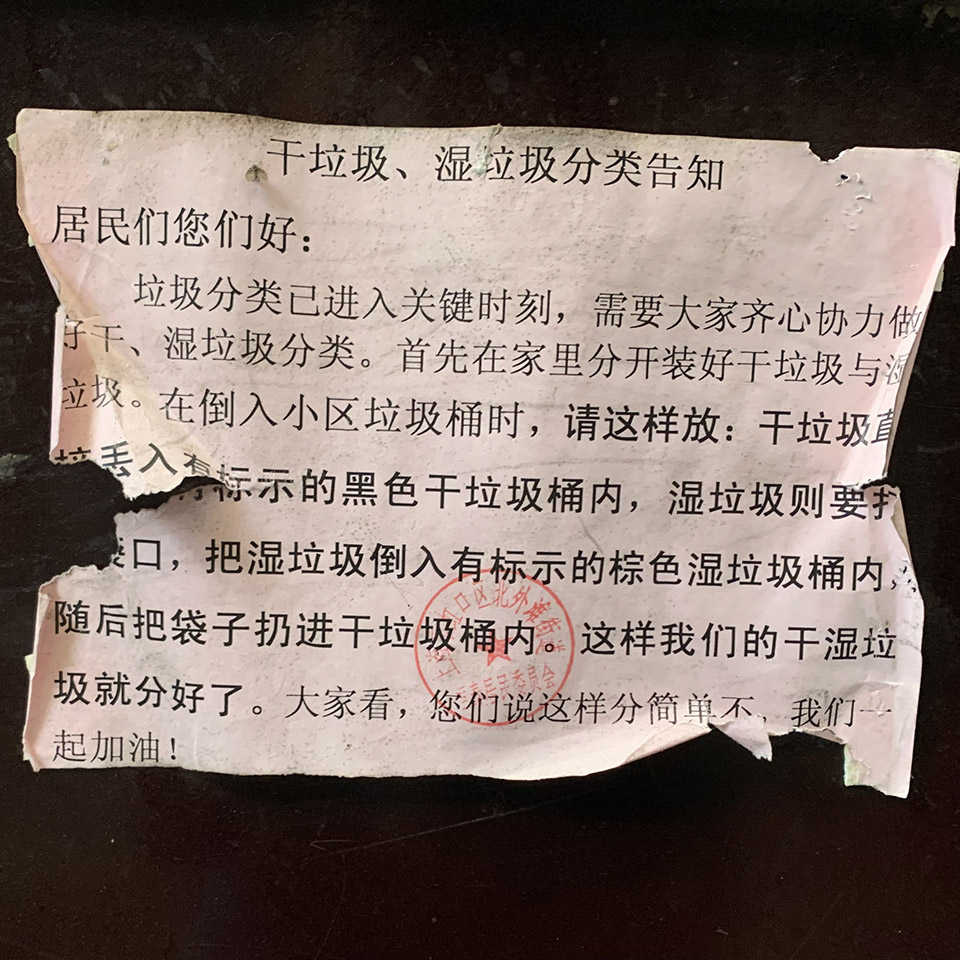 干垃圾、湿垃圾分类告知
居民们您们好：
垃圾分类已进入关键时刻，需要大家齐心协力做
好干、湿垃圾分类。首先在家里分开装好干垃圾与湿
垃圾。在倒入小区垃圾桶时，请这样放：干垃圾直
接丢入有标示的黑色干垃圾桶内，湿垃圾则要
袋口，把湿垃圾倒入有标示的棕色湿垃圾桶内，
随后把袋子扔进干垃圾桶内。这样我们的干湿垃
圾就分好了。大家看，您们说这样分简单不，我们一
起加油！
上海市虹口区北外滩街道
居民委员会